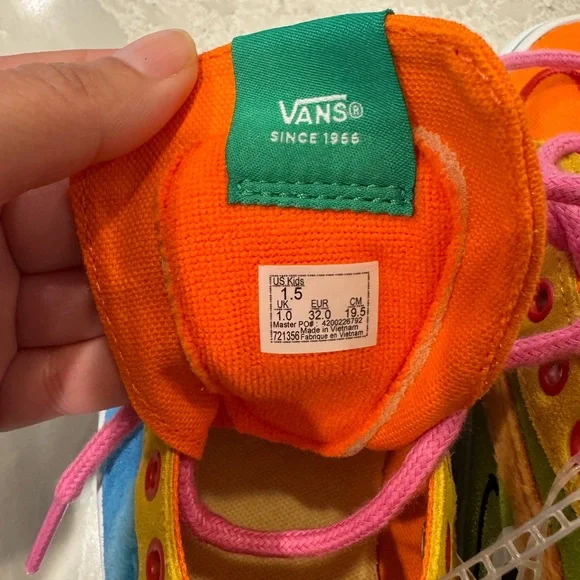 VANS®
SINCE 1966
US Kids
1.5
UK EUR CM
1.0 32.0 19.5
Master PO# : 4200226792
721356 Made in Vietnam
Fabrique en Vietnam